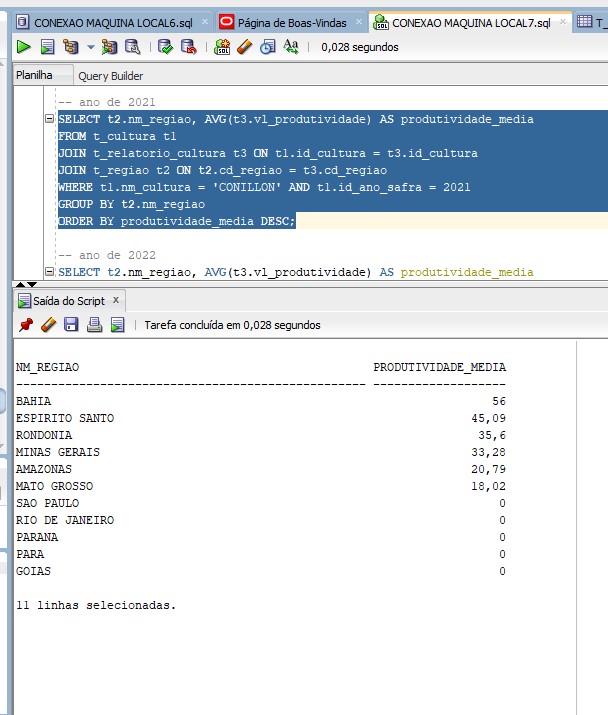 CONEXAO MAQUINA LOCAL6.sql × Página de Boas-Vindas × CONEXAO MAQUINA LOCAL7.sql × T_
0,028 segundos
Planilha Query Builder
-- ano de 2021
SELECT t2.nm_regiao, AVG(t3.vl_produtividade) AS produtividade_media
FROM t_cultura t1
JOIN t_relatorio_cultura t3 ON t1.id_cultura = t3.id_cultura
JOIN t_regiao t2 ON t2.cd_regiao = t3.cd_regiao
WHERE t1.nm_cultura = 'CONILLON' AND t1.id_ano_safra = 2021
GROUP BY t2.nm_regiao
ORDER BY produtividade_media DESC;
-- ano de 2022
SELECT t2.nm_regiao, AVG(t3.vl_produtividade) AS produtividade_media
Saída do Script ×
Tarefa concluída em 0,028 segundos
NM_REGIAO PRODUTIVIDADE_MEDIA
-------------------------------------------------- -------------------
BAHIA 56
ESPIRITO SANTO 45,09
RONDONIA 35,6
MINAS GERAIS 33,28
AMAZONAS 20,79
MATO GROSSO 18,02
SAO PAULO 0
RIO DE JANEIRO 0
PARANA 0
PARA 0
GOIAS 0
11 linhas selecionadas.